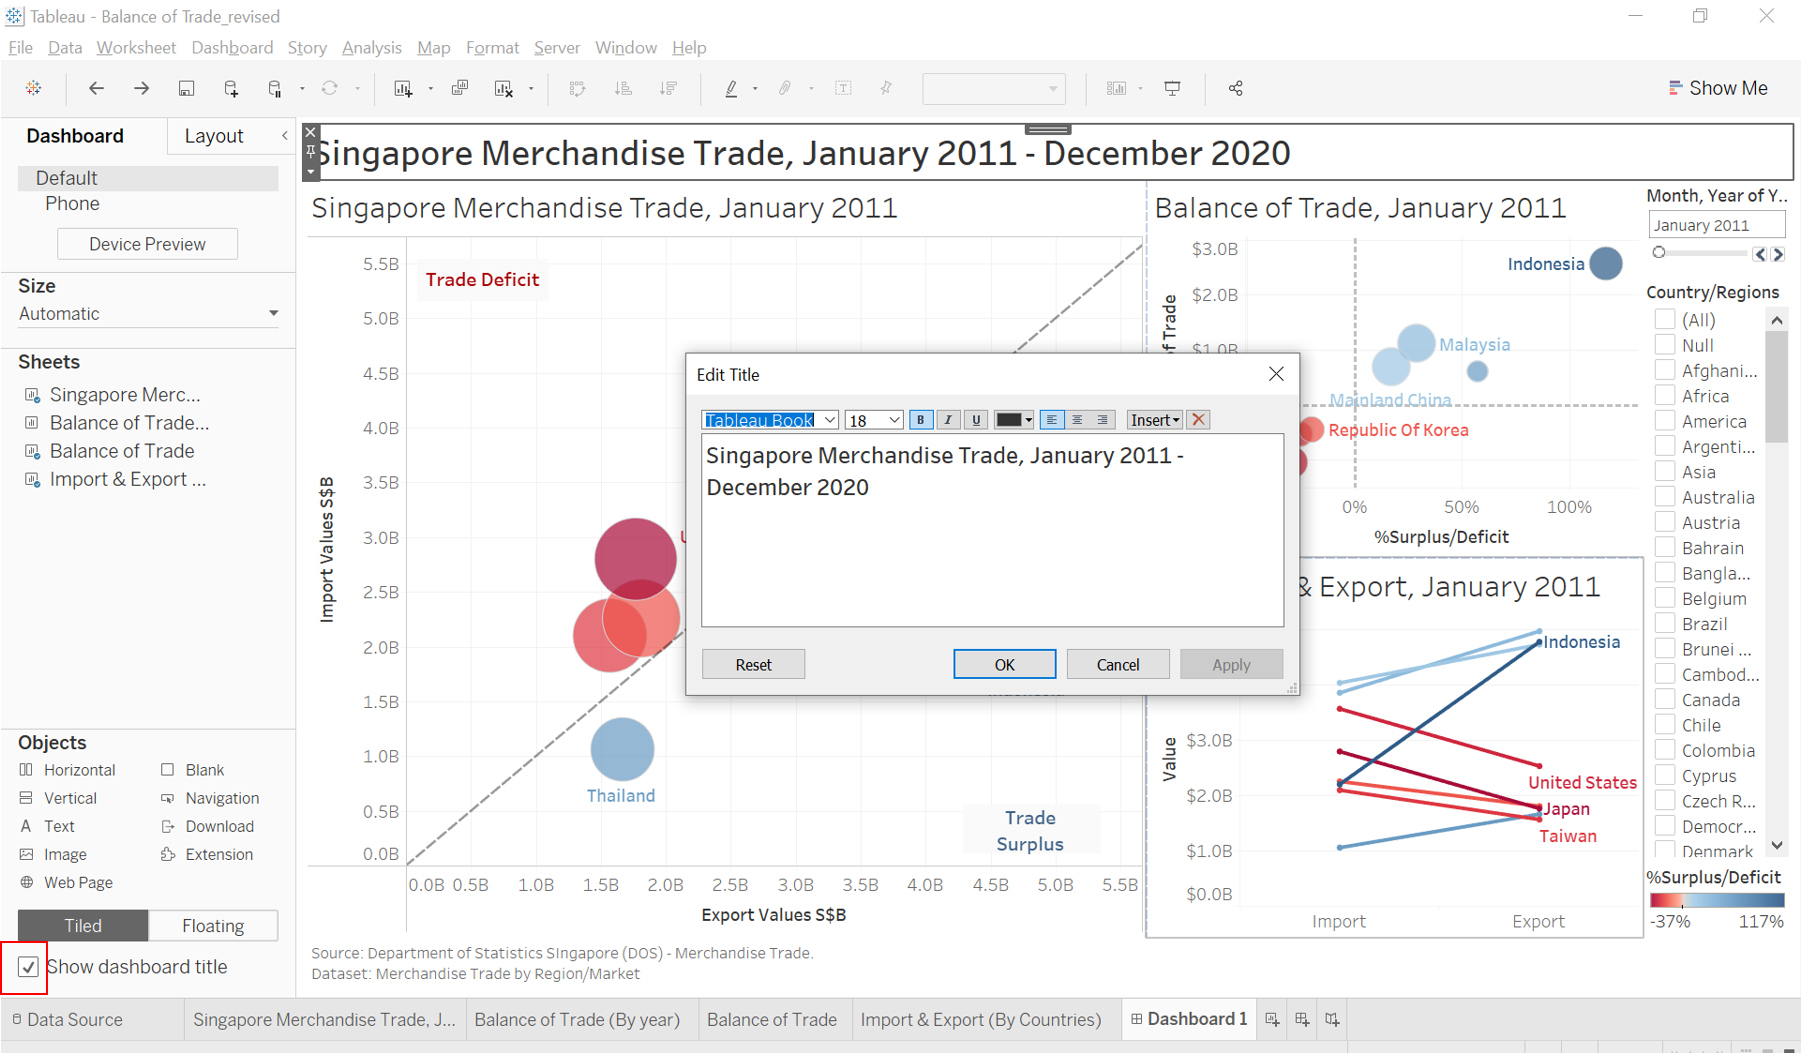 Tableau - Balance of Trade_revised
File Data Worksheet Dashboard Story Analysis Map Format Server Window Help
Show Me
Dashboard Layout
Default
Phone
Device Preview
Size
Automatic
Sheets
Singapore Merc...
Balance of Trade...
Balance of Trade
Import & Export ...
Objects
Horizontal Blank
Vertical Navigation
Text Download
Image Extension
Web Page
Tiled Floating
Show dashboard title
Singapore Merchandise Trade, January 2011 - December 2020
Singapore Merchandise Trade, January 2011
Trade Deficit
5.5B
5.0B
4.5B
4.0B
3.5B
3.0B
2.5B
2.0B
1.5B
1.0B
0.5B
0.0B
Import Values S$B
Thailand
Trade
Surplus
0.0B 0.5B 1.0B 1.5B 2.0B 2.5B 3.0B 3.5B 4.0B 4.5B 5.0B 5.5B
Export Values S$B
Source: Department of Statistics SIngapore (DOS) - Merchandise Trade.
Dataset: Merchandise Trade by Region/Market
Edit Title
Tableau Book 18 B I U Insert
Singapore Merchandise Trade, January 2011 -
December 2020
Reset OK Cancel Apply
Balance of Trade, January 2011
$3.0B
$2.0B
$1.0B
of Trade
Indonesia
Malaysia
Mainland China
Republic Of Korea
0% 50% 100%
%Surplus/Deficit
& Export, January 2011
Indonesia
United States
Japan
Taiwan
Value
$3.0B
$2.0B
$1.0B
$0.0B
Import Export
Month, Year of Y..
January 2011
Country/Regions
(All)
Null
Afghani...
Africa
America
Argenti...
Asia
Australia
Austria
Bahrain
Bangla...
Belgium
Brazil
Brunei ...
Cambod...
Canada
Chile
Colombia
Cyprus
Czech R...
Democr...
Denmark
%Surplus/Deficit
-37% 117%
Data Source Singapore Merchandise Trade, J... Balance of Trade (By year) Balance of Trade Import & Export (By Countries) Dashboard 1